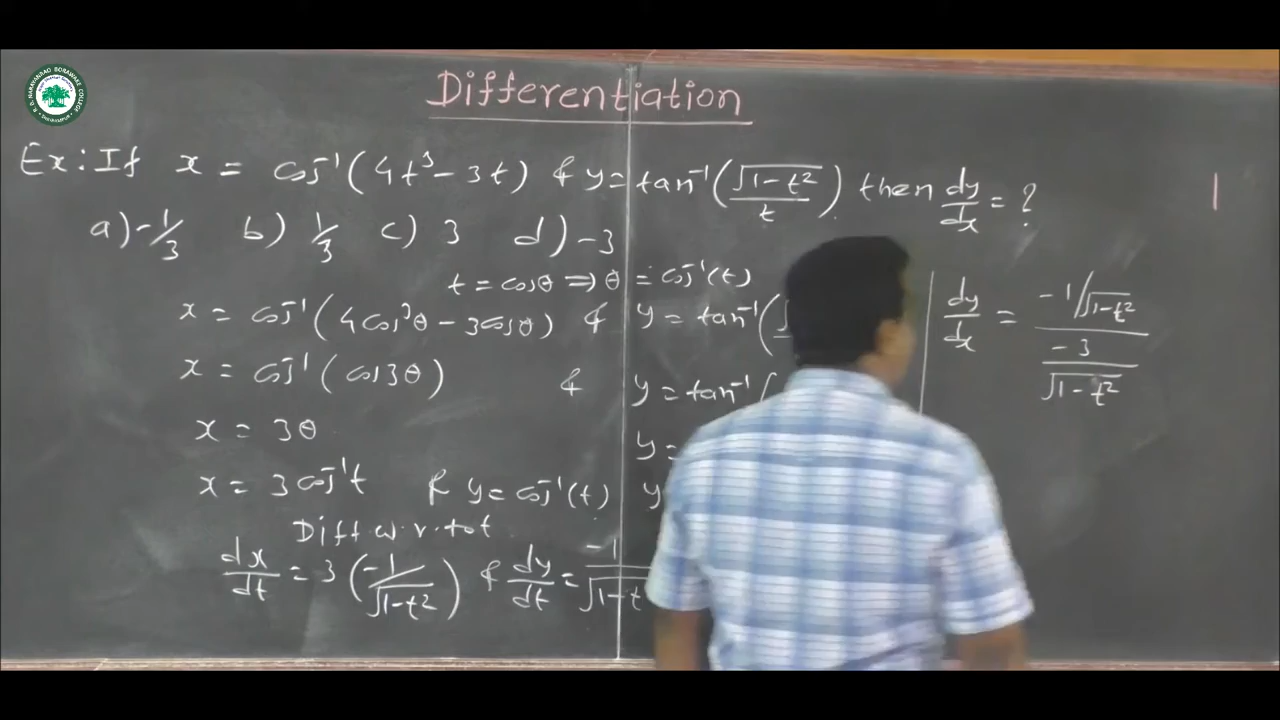 Differentiation
Ex: If x = cos⁻¹(4t³ - 3t) & y = tan⁻¹(√(1-t²)/t). then dy/dx = ?
a) -1/3 b) 1/3 c) 3 d) -3
t = cosθ ⇒ θ = cos⁻¹(t)
x = cos⁻¹(4cos³θ - 3cosθ) & y = tan⁻¹(
x = cos⁻¹(cos3θ) & y = tan⁻¹(
x = 3θ y =
x = 3cos⁻¹t & y = cos⁻¹(t) y
Diff w.r.to t
dx/dt = 3(-1/√(1-t²)) & dy/dt = -1/√(1-t
dy/dx = (-1/√(1-t²))/(-3/√(1-t²))